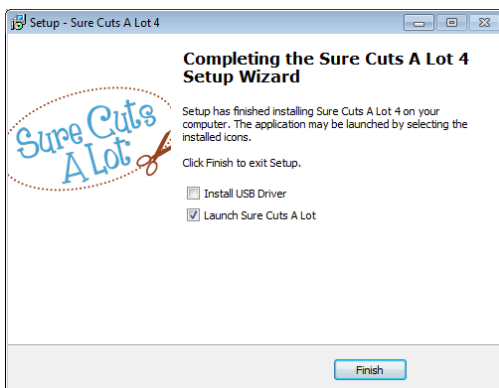 Setup - Sure Cuts A Lot 4
Completing the Sure Cuts A Lot 4
Setup Wizard
Setup has finished installing Sure Cuts A Lot 4 on your
computer. The application may be launched by selecting the
installed icons.
Click Finish to exit Setup.
Sure Cuts
A Lot
Install USB Driver
Launch Sure Cuts A Lot
Finish